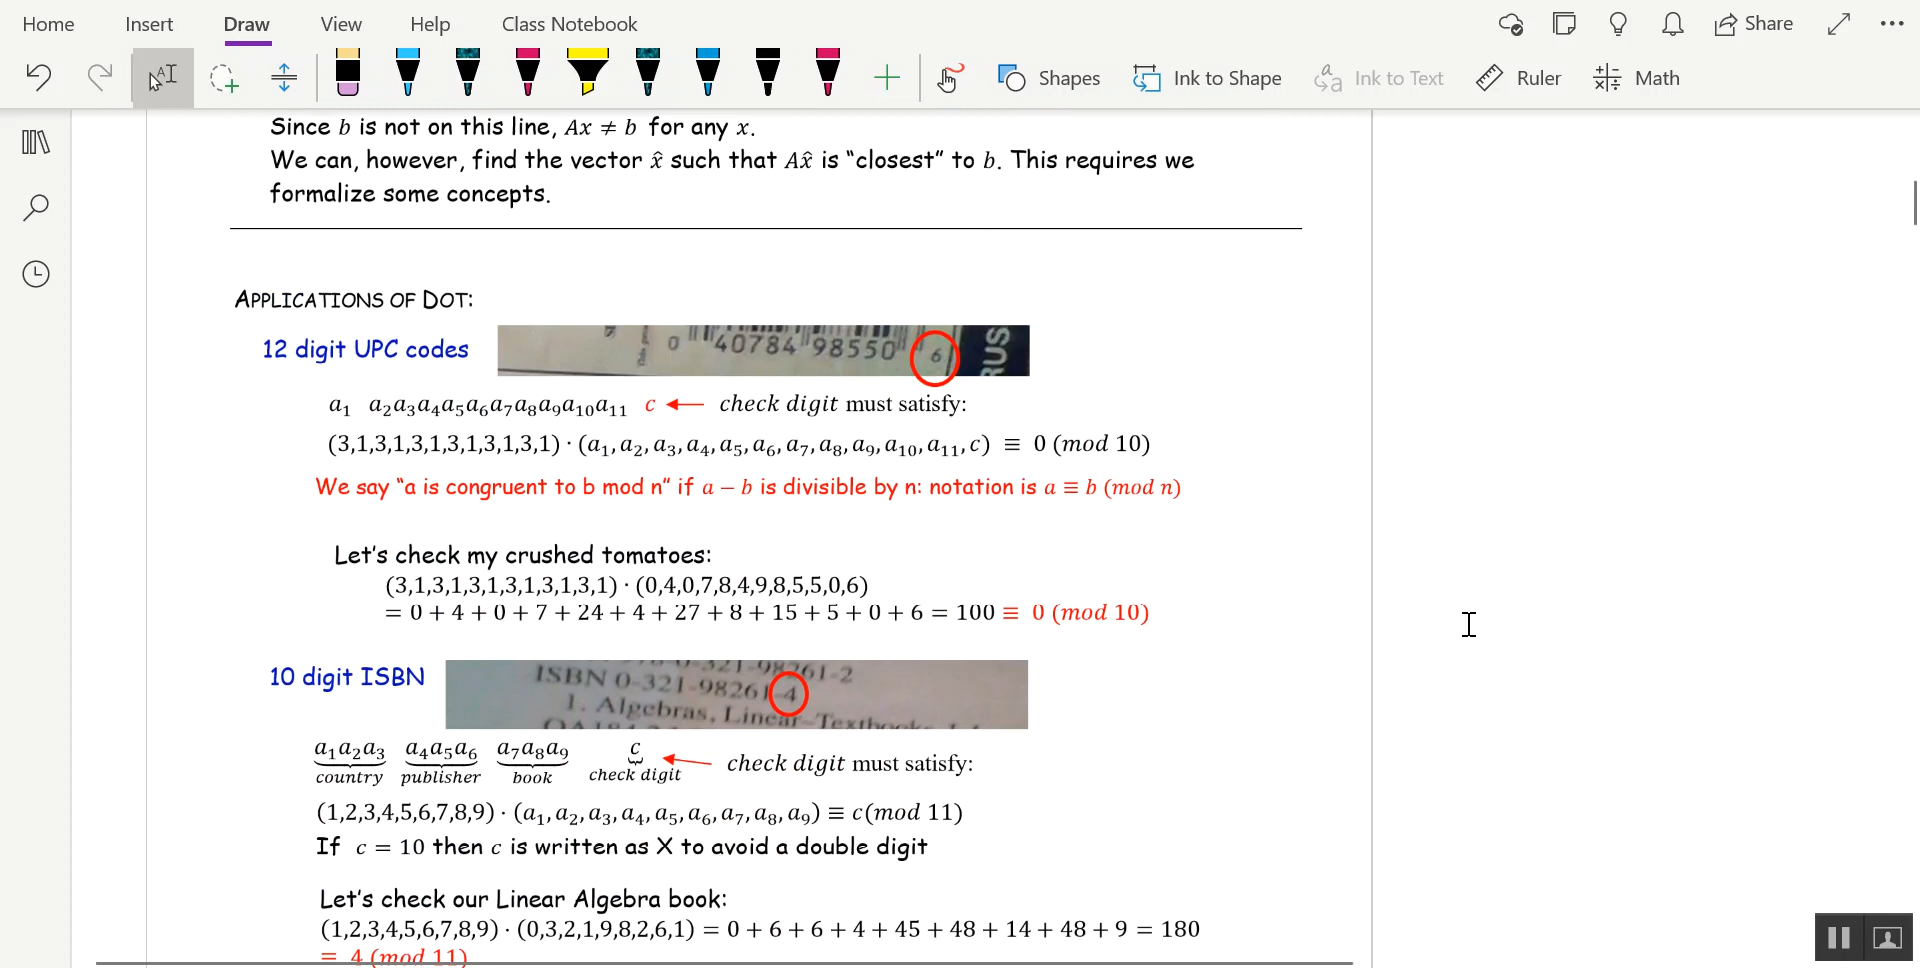 Home Insert Draw View Help Class Notebook Share
Shapes Ink to Shape Ink to Text Ruler Math
Since b is not on this line, Ax ≠ b for any x.
We can, however, find the vector x̂ such that Ax̂ is “closest” to b. This requires we
formalize some concepts.
APPLICATIONS OF DOT:
12 digit UPC codes
0 40784 98550 6
RUS
a₁ a₂a₃a₄a₅a₆a₇a₈a₉a₁₀a₁₁ c ← check digit must satisfy:
(3,1,3,1,3,1,3,1,3,1,3,1) · (a₁, a₂, a₃, a₄, a₅, a₆, a₇, a₈, a₉, a₁₀, a₁₁, c) ≡ 0 (mod 10)
We say “a is congruent to b mod n” if a − b is divisible by n: notation is a ≡ b (mod n)
Let’s check my crushed tomatoes:
(3,1,3,1,3,1,3,1,3,1,3,1) · (0,4,0,7,8,4,9,8,5,5,0,6)
= 0 + 4 + 0 + 7 + 24 + 4 + 27 + 8 + 15 + 5 + 0 + 6 = 100 ≡ 0 (mod 10)
10 digit ISBN
0-321-98261-2
ISBN 0-321-98261-4
1. Algebras, Linear–Textbooks
a₁a₂a₃ a₄a₅a₆ a₇a₈a₉ c ← check digit must satisfy:
country publisher book check digit
(1,2,3,4,5,6,7,8,9) · (a₁, a₂, a₃, a₄, a₅, a₆, a₇, a₈, a₉) ≡ c(mod 11)
If c = 10 then c is written as X to avoid a double digit
Let’s check our Linear Algebra book:
(1,2,3,4,5,6,7,8,9) · (0,3,2,1,9,8,2,6,1) = 0 + 6 + 6 + 4 + 45 + 48 + 14 + 48 + 9 = 180
= 4 (mod 11)